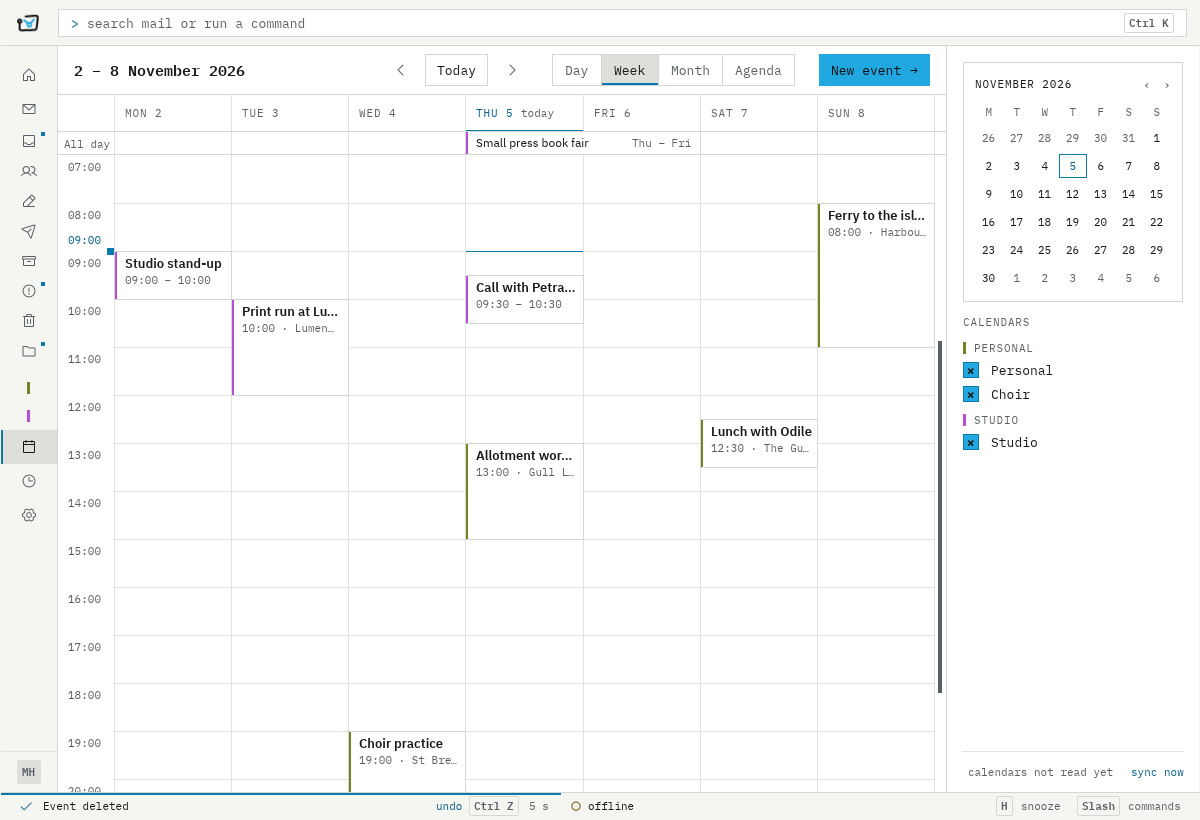 > search mail or run a command Ctrl K
2 – 8 November 2026 Today Day Week Month Agenda New event →
MON 2 TUE 3 WED 4 THU 5 today FRI 6 SAT 7 SUN 8
All day Small press book fair Thu – Fri
07:00
08:00
09:00
09:00
10:00
11:00
12:00
13:00
14:00
15:00
16:00
17:00
18:00
19:00
20:00
Studio stand-up
09:00 – 10:00
Print run at Lu…
10:00 · Lumen…
Choir practice
19:00 · St Bre…
Call with Petra…
09:30 – 10:30
Allotment wor…
13:00 · Gull L…
Lunch with Odile
12:30 · The Gu…
Ferry to the isl…
08:00 · Harbou…
NOVEMBER 2026 ‹ ›
M T W T F S S
26 27 28 29 30 31 1
2 3 4 5 6 7 8
9 10 11 12 13 14 15
16 17 18 19 20 21 22
23 24 25 26 27 28 29
30 1 2 3 4 5 6
CALENDARS
PERSONAL
Personal
Choir
STUDIO
Studio
calendars not read yet sync now
MH
Event deleted undo Ctrl Z 5 s offline H snooze Slash commands